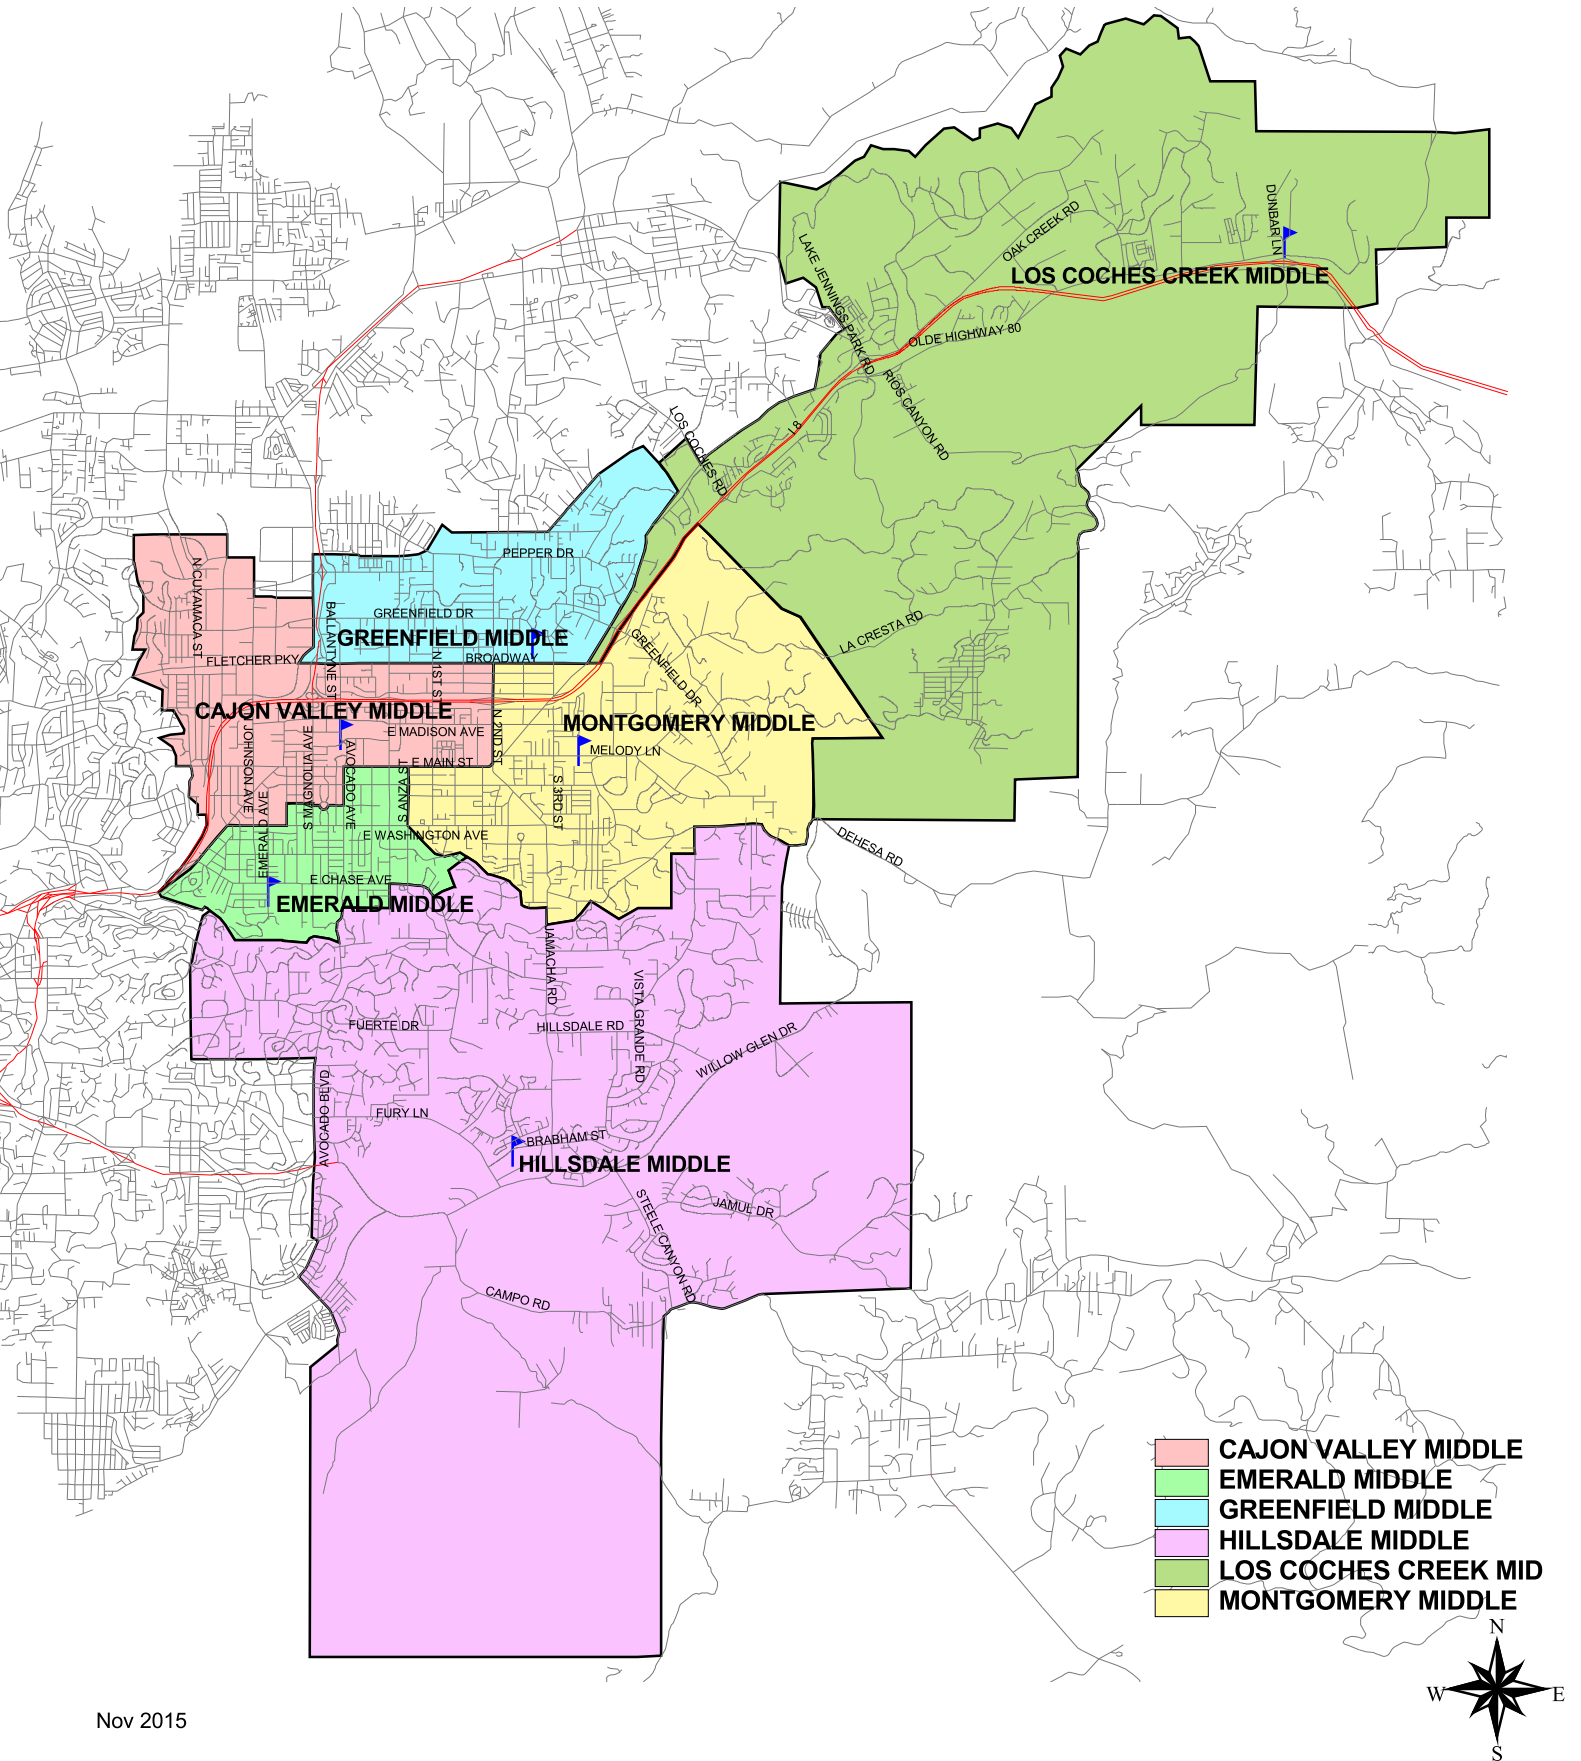 DUNBAR LN
OAK CREEK RD
LAKE JENNINGS PARK RD
LOS COCHES CREEK MIDDLE
OLDE HIGHWAY 80
RIOS CANYON RD
I 8
LOS COCHES RD
PEPPER DR
N CUYAMACA ST
GREENFIELD DR
BALLANTYNE ST
GREENFIELD MIDDLE
GREENFIELD DR
LA CRESTA RD
FLETCHER PKY
N 1ST ST
BROADWAY
CAJON VALLEY MIDDLE
N 2ND ST
MONTGOMERY MIDDLE
E MADISON AVE
MELODY LN
JOHNSON AVE
S MAGNOLIA AVE
AVOCADO AVE
E MAIN ST
S ANZA ST
S 3RD ST
EMERALD AVE
E WASHINGTON AVE
DEHESA RD
E CHASE AVE
EMERALD MIDDLE
JAMACHA RD
VISTA GRANDE RD
FUERTE DR
HILLSDALE RD
WILLOW GLEN DR
AVOCADO BLVD
FURY LN
BRABHAM ST
HILLSDALE MIDDLE
STEELE CANYON RD
JAMUL DR
CAMPO RD
CAJON VALLEY MIDDLE
EMERALD MIDDLE
GREENFIELD MIDDLE
HILLSDALE MIDDLE
LOS COCHES CREEK MID
MONTGOMERY MIDDLE
N
W
E
S
Nov 2015